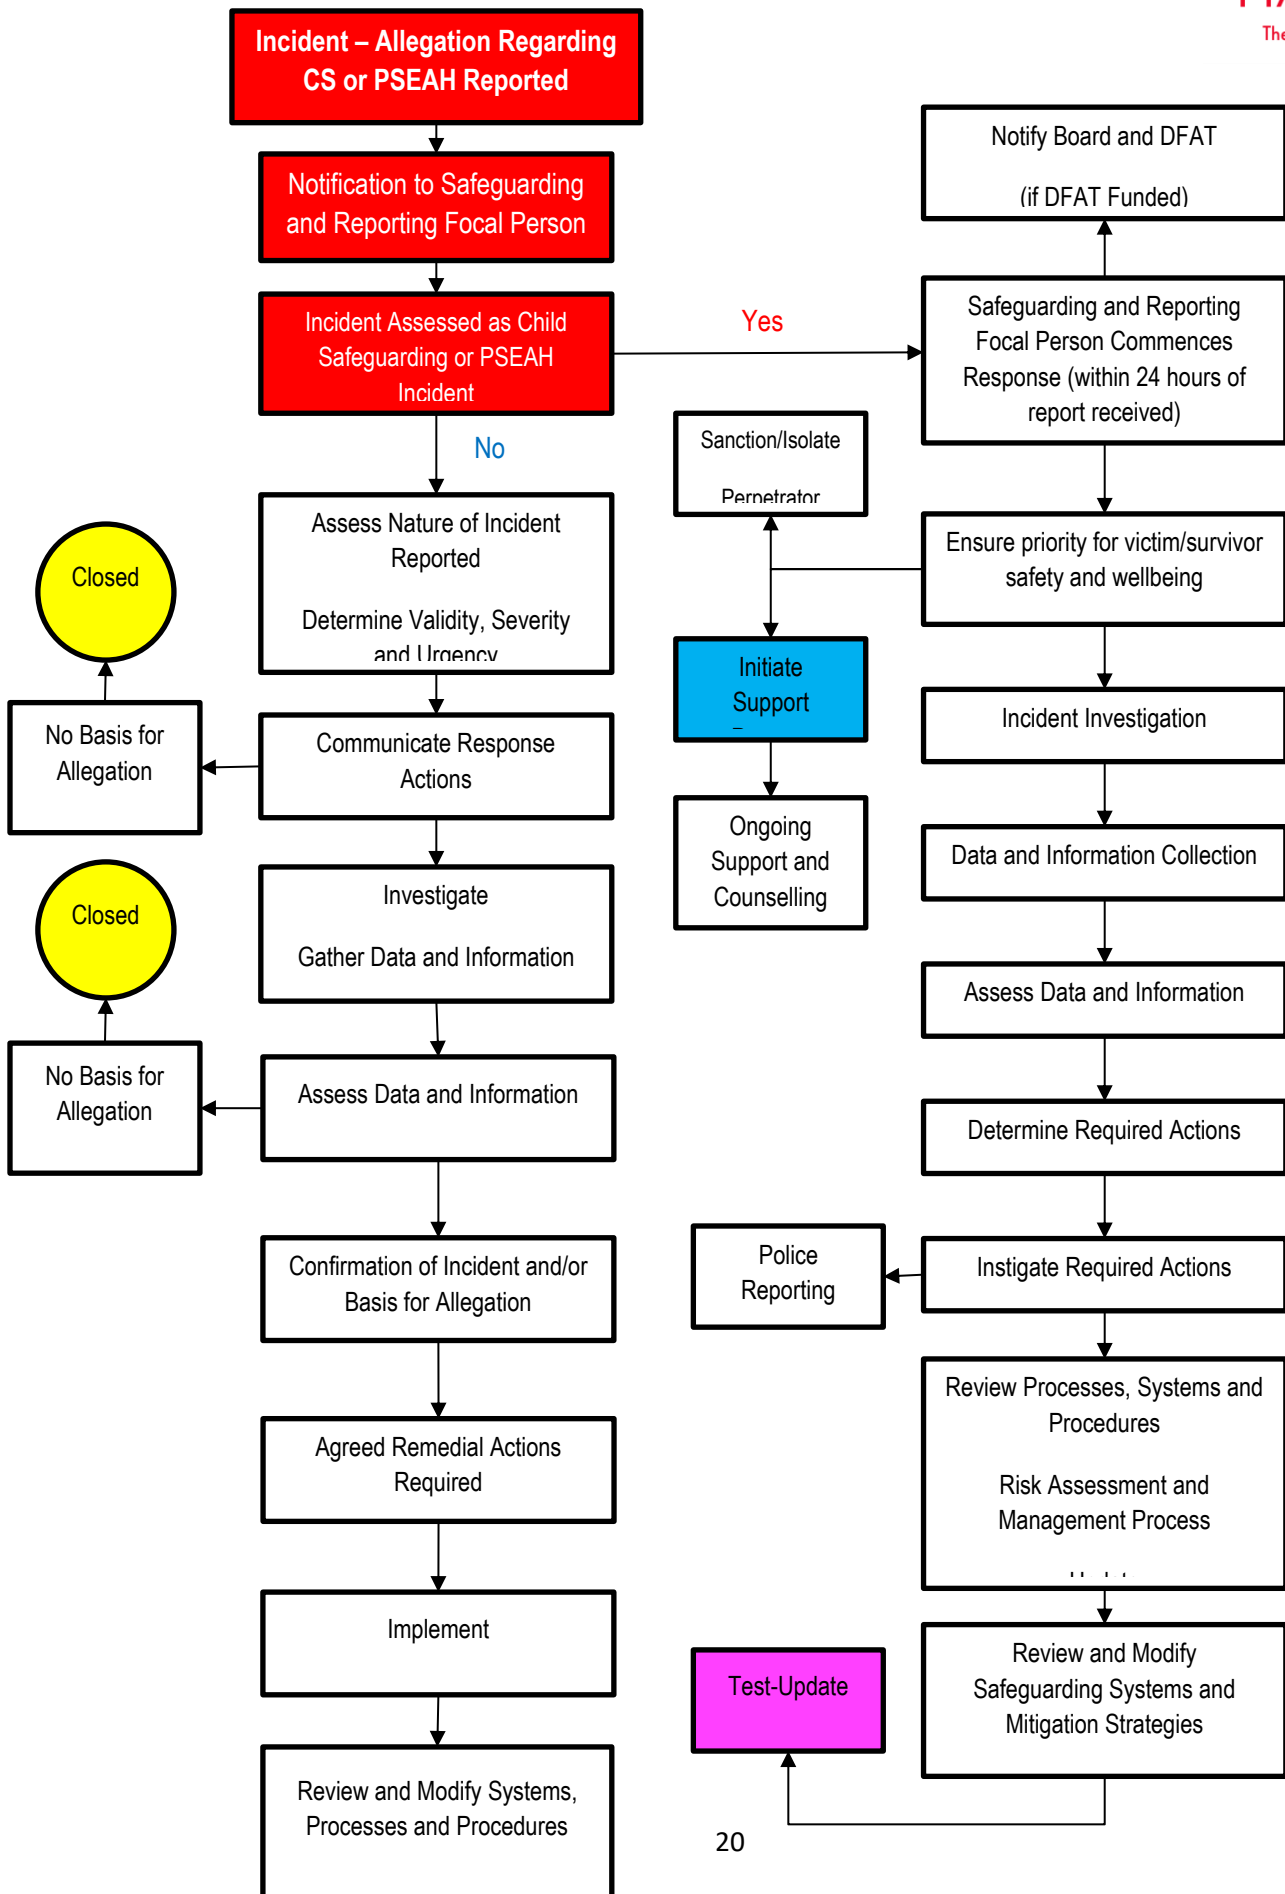 The
Incident – Allegation Regarding
CS or PSEAH Reported
Notification to Safeguarding
and Reporting Focal Person
Incident Assessed as Child
Safeguarding or PSEAH
Incident
Yes
No
Assess Nature of Incident
Reported
Determine Validity, Severity
and Urgency
Closed
No Basis for
Allegation
Communicate Response
Actions
Investigate
Gather Data and Information
Closed
No Basis for
Allegation
Assess Data and Information
Confirmation of Incident and/or
Basis for Allegation
Agreed Remedial Actions
Required
Implement
Review and Modify Systems,
Processes and Procedures
Notify Board and DFAT
(if DFAT Funded)
Safeguarding and Reporting
Focal Person Commences
Response (within 24 hours of
report received)
Sanction/Isolate
Perpetrator
Ensure priority for victim/survivor
safety and wellbeing
Initiate
Support
Ongoing
Support and
Counselling
Incident Investigation
Data and Information Collection
Assess Data and Information
Determine Required Actions
Instigate Required Actions
Police
Reporting
Review Processes, Systems and
Procedures
Risk Assessment and
Management Process
Review and Modify
Safeguarding Systems and
Mitigation Strategies
Test-Update
20